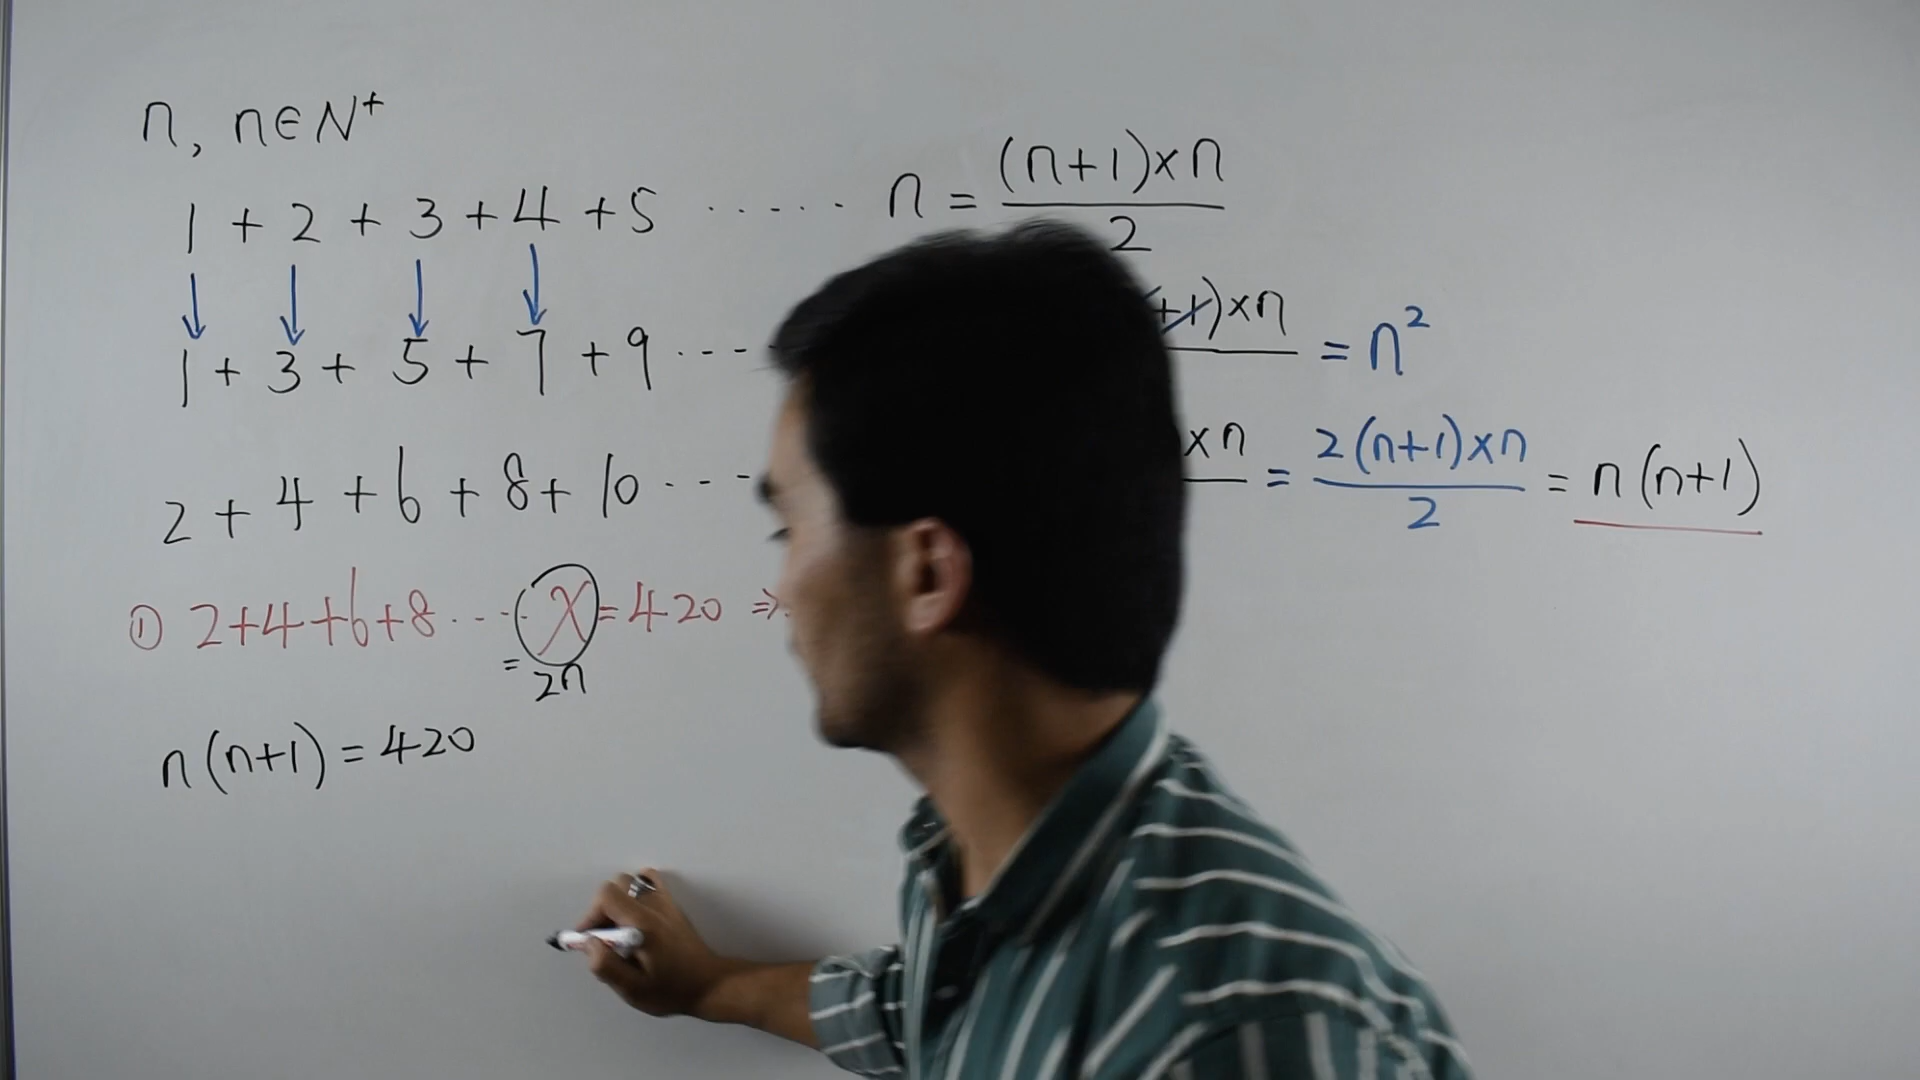 n, n∈N⁺
1 + 2 + 3 + 4 + 5 ..... n = (n+1)×n / 2
1 + 3 + 5 + 7 + 9 ... +1)×n = n²
2 + 4 + 6 + 8 + 10 ... ×n = 2(n+1)×n / 2 = n(n+1)
① 2+4+6+8... x = 420 ⇒
= 2n
n(n+1) = 420